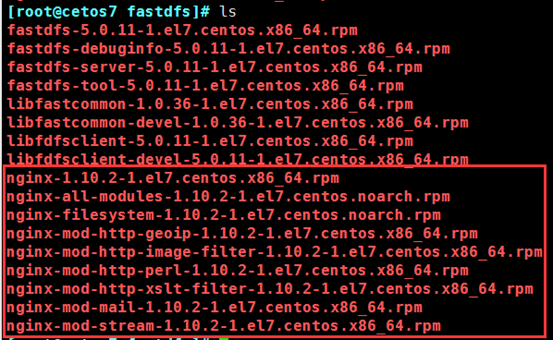 [root@cetos7 fastdfs]# ls
fastdfs-5.0.11-1.el7.centos.x86_64.rpm
fastdfs-debuginfo-5.0.11-1.el7.centos.x86_64.rpm
fastdfs-server-5.0.11-1.el7.centos.x86_64.rpm
fastdfs-tool-5.0.11-1.el7.centos.x86_64.rpm
libfastcommon-1.0.36-1.el7.centos.x86_64.rpm
libfastcommon-devel-1.0.36-1.el7.centos.x86_64.rpm
libfdfsclient-5.0.11-1.el7.centos.x86_64.rpm
libfdfsclient-devel-5.0.11-1.el7.centos.x86_64.rpm
nginx-1.10.2-1.el7.centos.x86_64.rpm
nginx-all-modules-1.10.2-1.el7.centos.noarch.rpm
nginx-filesystem-1.10.2-1.el7.centos.noarch.rpm
nginx-mod-http-geoip-1.10.2-1.el7.centos.x86_64.rpm
nginx-mod-http-image-filter-1.10.2-1.el7.centos.x86_64.rpm
nginx-mod-http-perl-1.10.2-1.el7.centos.x86_64.rpm
nginx-mod-http-xslt-filter-1.10.2-1.el7.centos.x86_64.rpm
nginx-mod-mail-1.10.2-1.el7.centos.x86_64.rpm
nginx-mod-stream-1.10.2-1.el7.centos.x86_64.rpm